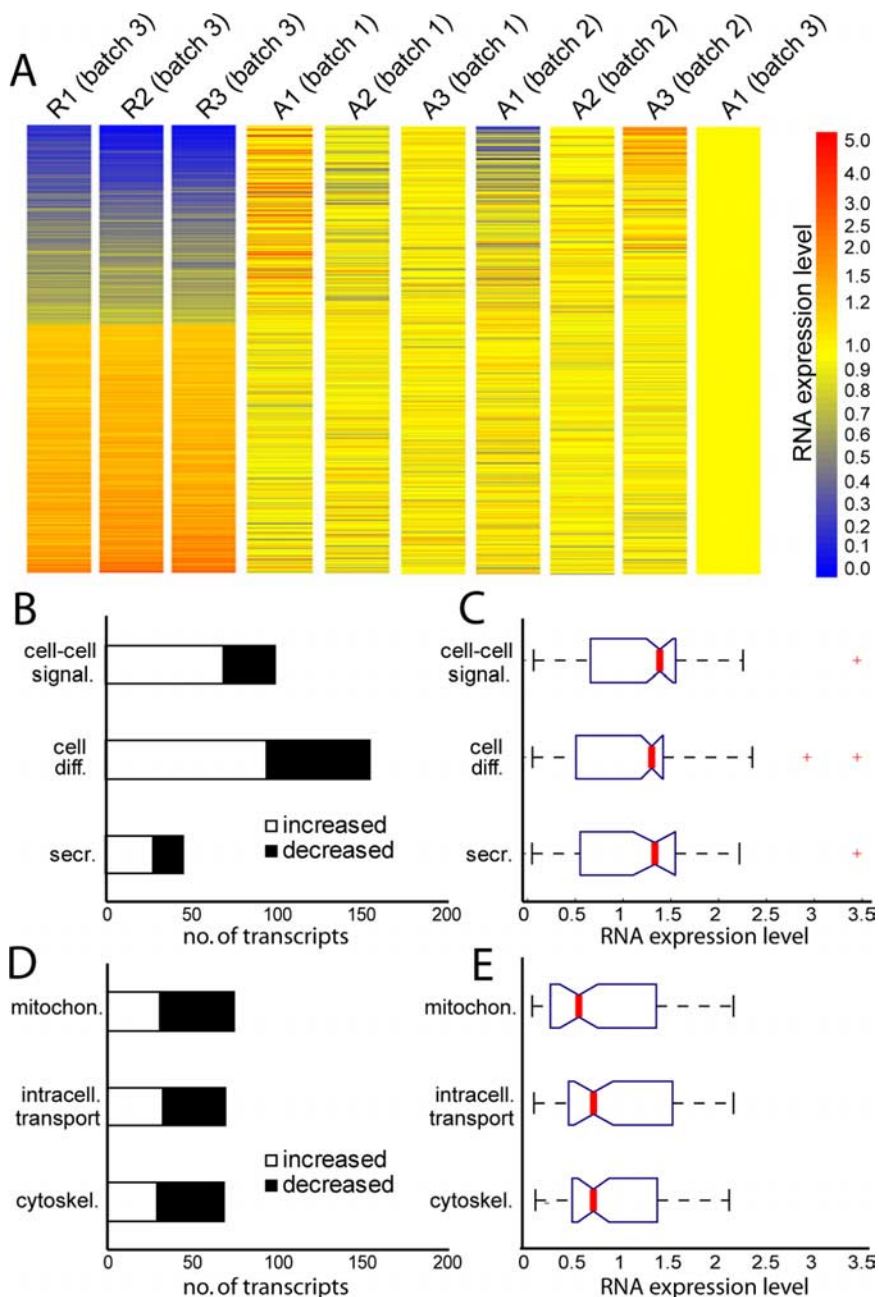 A
R1 (batch 3)
R2 (batch 3)
R3 (batch 3)
A1 (batch 1)
A2 (batch 1)
A3 (batch 1)
A1 (batch 2)
A2 (batch 2)
A3 (batch 2)
A1 (batch 3)
RNA expression level
5.0
4.0
3.0
2.5
2.0
1.5
1.2
1.0
0.9
0.8
0.7
0.6
0.5
0.4
0.3
0.2
0.1
0.0
B
cell-cell
signal.
cell
diff.
secr.
increased
decreased
0 50 100 150 200
no. of transcripts
C
cell-cell
signal.
cell
diff.
secr.
0 0.5 1 1.5 2 2.5 3 3.5
RNA expression level
D
mitochon.
intracell.
transport
cytoskel.
increased
decreased
0 50 100 150 200
no. of transcripts
E
mitochon.
intracell.
transport
cytoskel.
0 0.5 1 1.5 2 2.5 3 3.5
RNA expression level